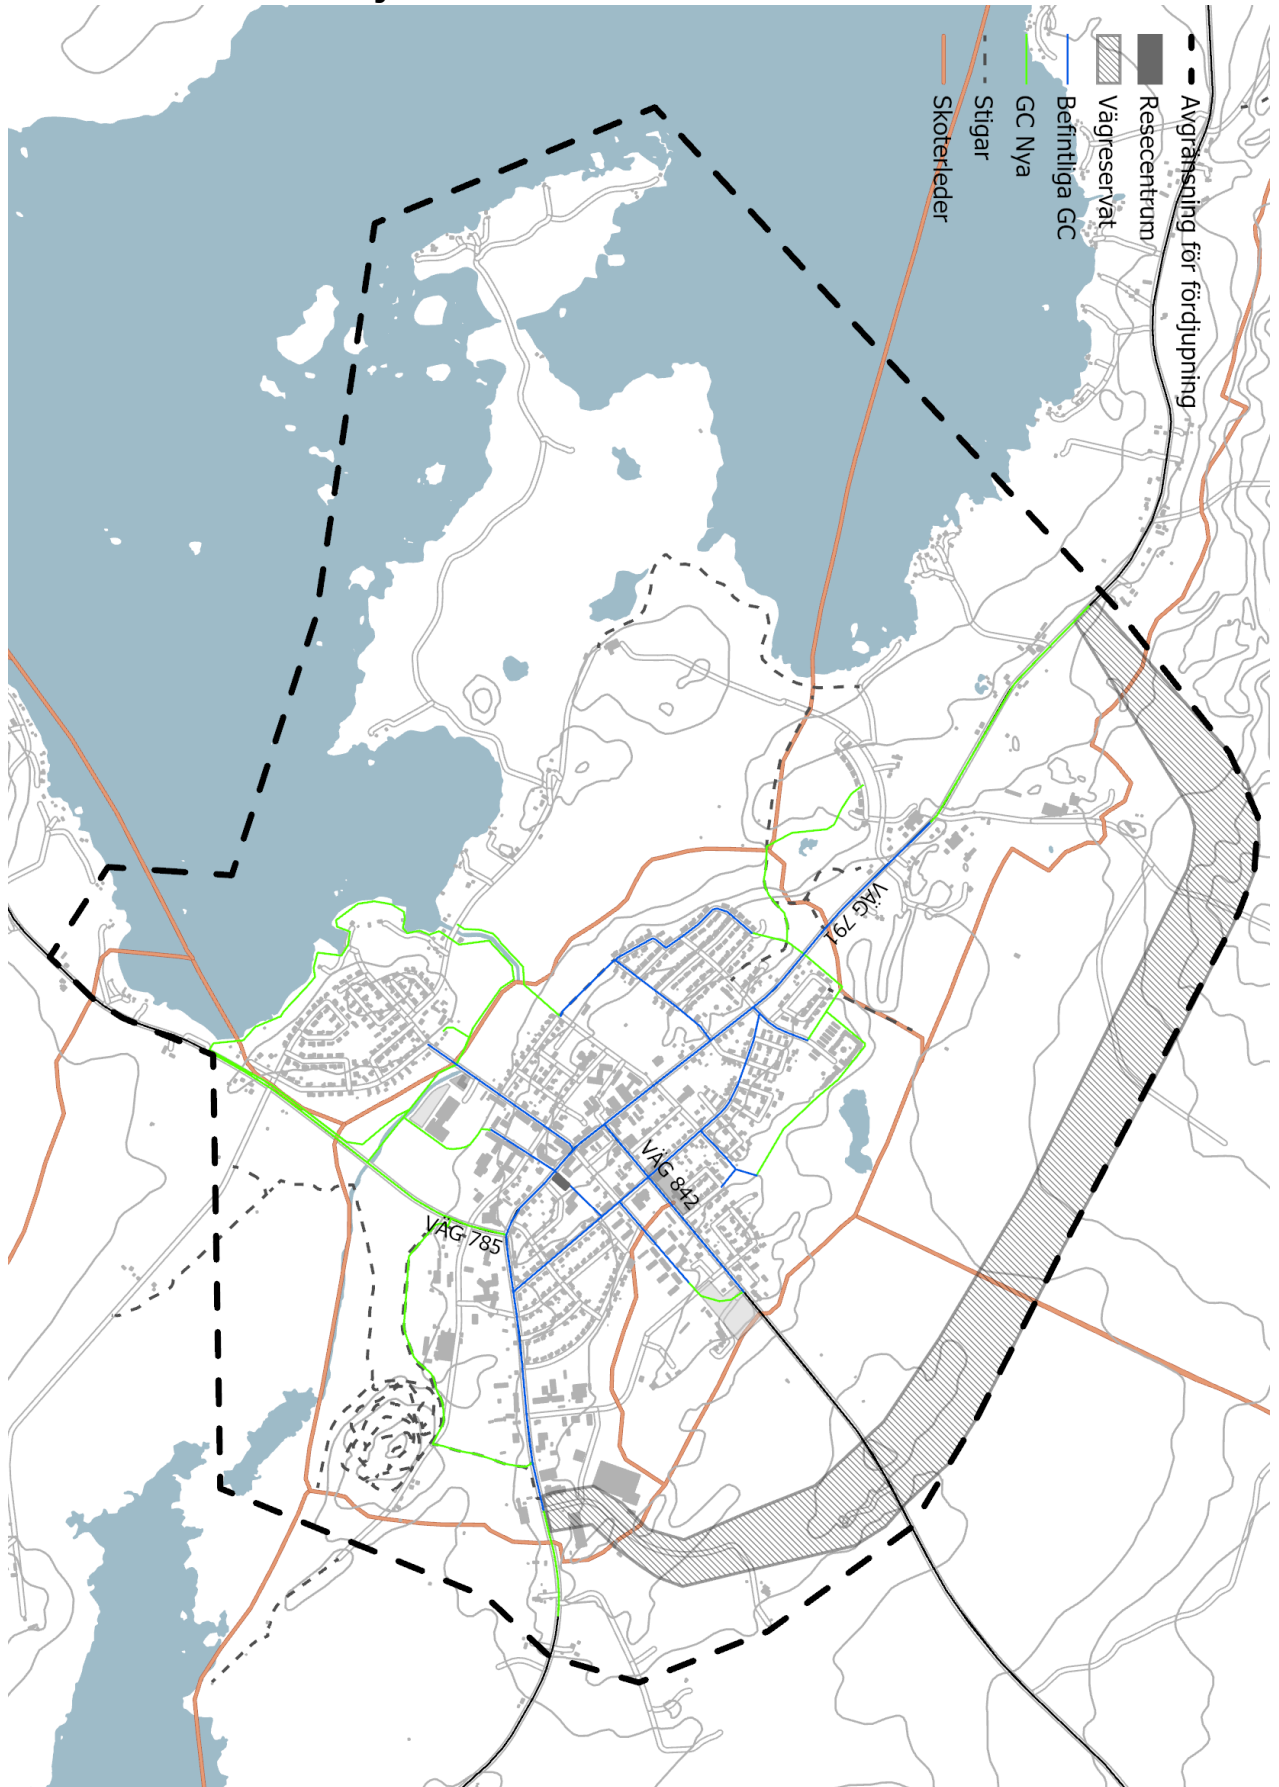 Avgränsning för fördjupning
Resecentrum
Vägreservat
Befintliga GC
GC Nya
Stigar
Skoterleder
VÄG 791
VÄG 842
VÄG 785